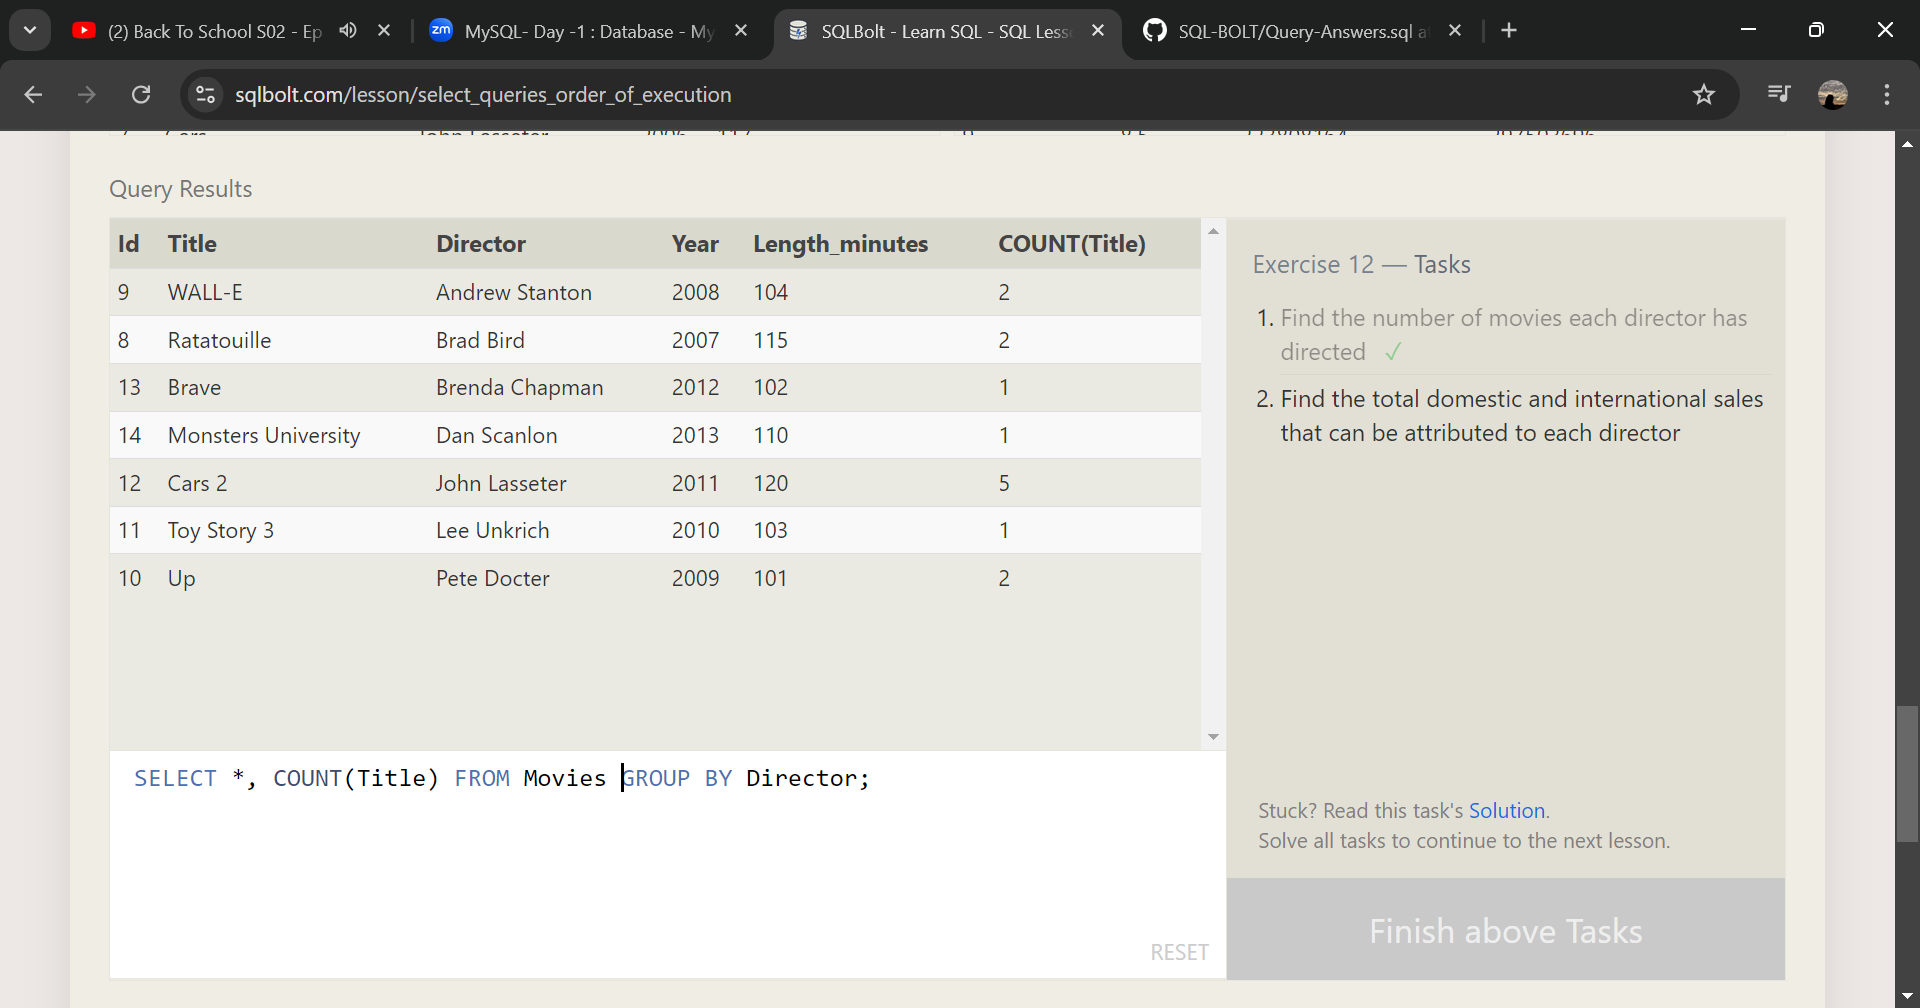 (2) Back To School S02 - Ep
zm
MySQL- Day -1 : Database - My
SQLBolt - Learn SQL - SQL Less
SQL-BOLT/Query-Answers.sql a
sqlbolt.com/lesson/select_queries_order_of_execution
Query Results
Id Title Director Year Length_minutes COUNT(Title)
9 WALL-E Andrew Stanton 2008 104 2
8 Ratatouille Brad Bird 2007 115 2
13 Brave Brenda Chapman 2012 102 1
14 Monsters University Dan Scanlon 2013 110 1
12 Cars 2 John Lasseter 2011 120 5
11 Toy Story 3 Lee Unkrich 2010 103 1
10 Up Pete Docter 2009 101 2
SELECT *, COUNT(Title) FROM Movies GROUP BY Director;
RESET
Exercise 12 — Tasks
1. Find the number of movies each director has
directed ✓
2. Find the total domestic and international sales
that can be attributed to each director
Stuck? Read this task's Solution.
Solve all tasks to continue to the next lesson.
Finish above Tasks